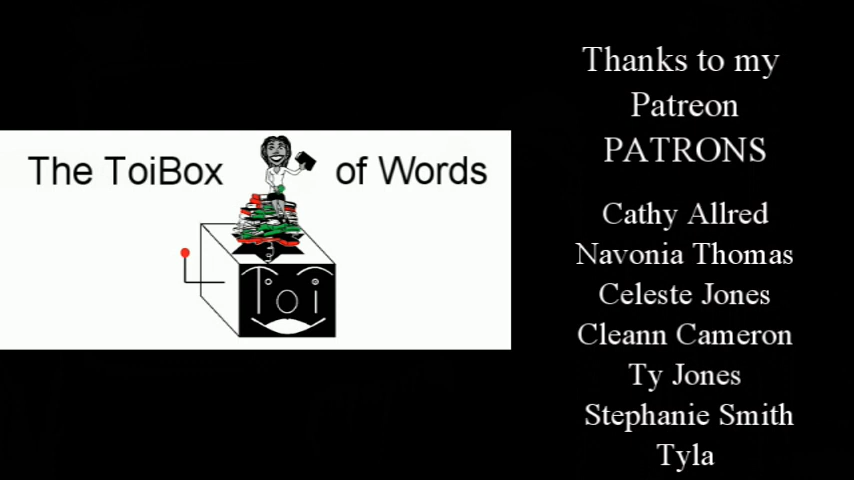 The ToiBox of Words
Toi
Thanks to my
Patreon
PATRONS
Cathy Allred
Navonia Thomas
Celeste Jones
Cleann Cameron
Ty Jones
Stephanie Smith
Tyla